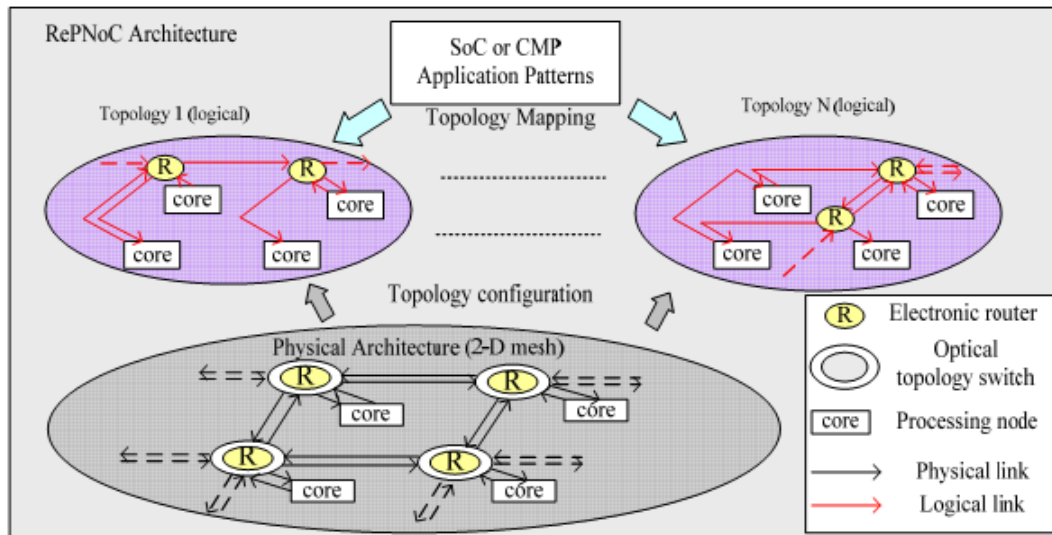 RePNoC Architecture
SoC or CMP
Application Patterns
Topology 1 (logical)
Topology Mapping
Topology N (logical)
R
R
core
core
core
core
R
core
core
R
core
core
Topology configuration
Physical Architecture (2-D mesh)
R
R
core
core
R
R
core
core
R
Electronic router
Optical
topology switch
core
Processing node
Physical link
Logical link